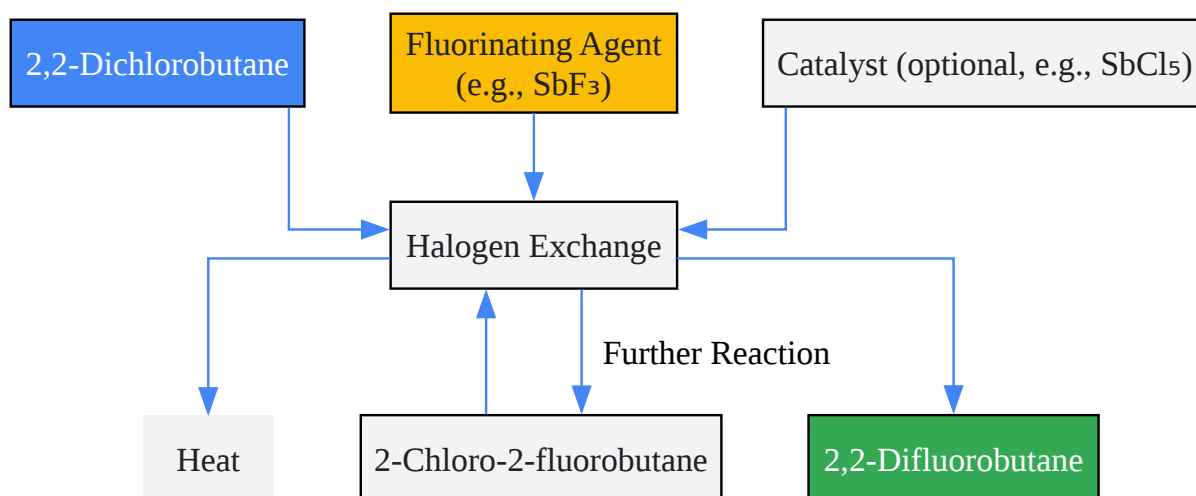 2,2-Dichlorobutane
Fluorinating Agent
(e.g., SbF₃)
Catalyst (optional, e.g., SbCl₅)
Halogen Exchange
Further Reaction
Heat
2-Chloro-2-fluorobutane
2,2-Difluorobutane